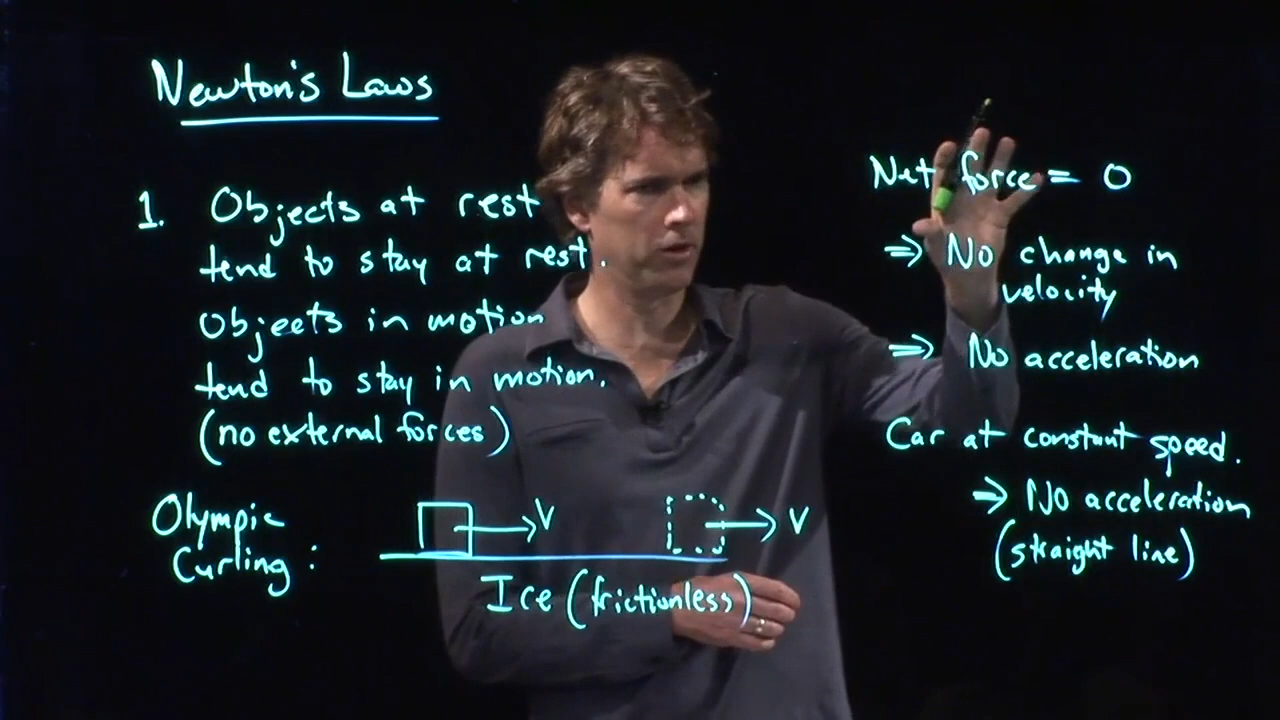 Newton's Laws
1. Objects at rest
tend to stay at rest.
Objects in motion
tend to stay in motion.
(no external forces)
Olympic
Curling:
V
V
Ice (frictionless)
Net force = 0
⇒ No change in
velocity
⇒ No acceleration
Car at constant speed.
⇒ No acceleration
(straight line)